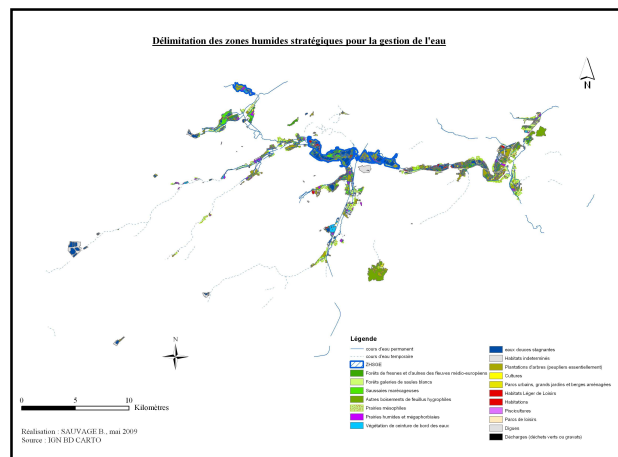 Délimitation des zones humides stratégiques pour la gestion de l'eau
N
N
0 5 10
Kilomètres
Réalisation : SAUVAGE B., mai 2009
Source : IGN BD CARTO
Légende
cours d'eau permanent
cours d'eau temporaire
ZHSGE
Forêts de frennes et d'aulnes des fleuves médio-européens
Forêts galeries de saules blancs
Saussaies marécageuses
Autres boisements de feuillus hygrophiles
Prairies mésophiles
Prairies humides et mégaphorbiaies
Végétation de ceinture de bord des eaux
eaux douces stagnantes
Habitats indeterminés
Plantations d'arbres (peupliers essentiellement)
Cultures
Parcs urbains, grands jardins et berges aménagées
Habitats Léger de Loisirs
Habitations
Piscicultures
Parcs de loisirs
Digues
Décharges (déchets verts ou gravats)